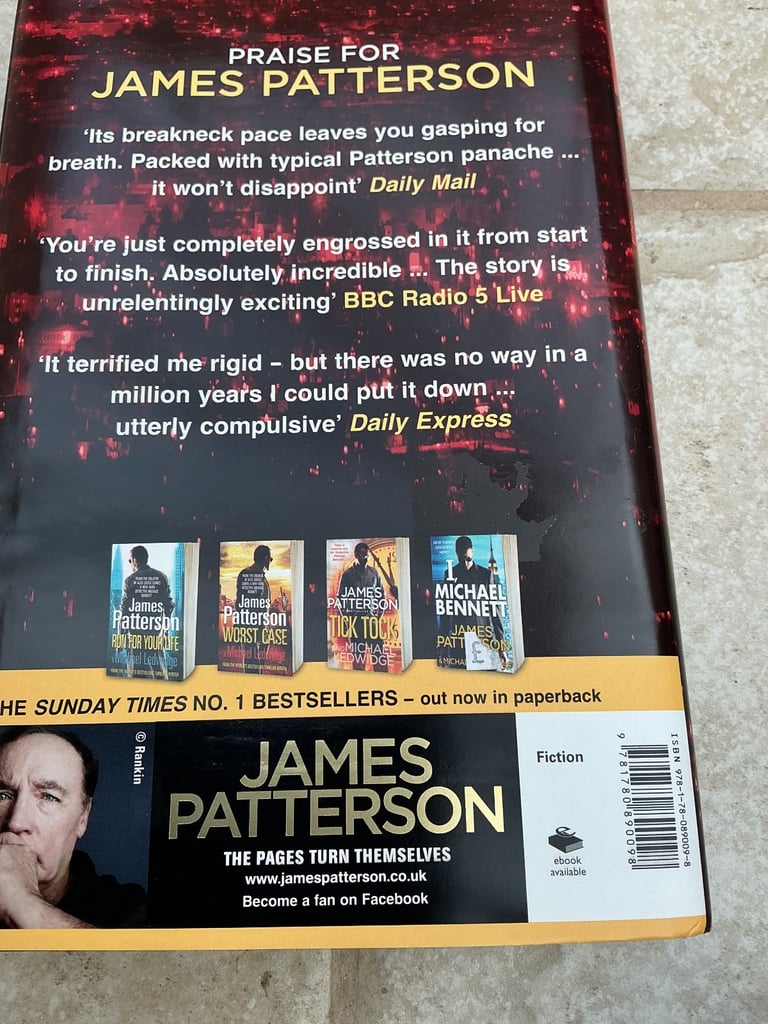 PRAISE FOR
JAMES PATTERSON
‘Its breakneck pace leaves you gasping for
breath. Packed with typical Patterson panache ...
it won’t disappoint’ Daily Mail
‘You’re just completely engrossed in it from start
to finish. Absolutely incredible ... The story is
unrelentingly exciting’ BBC Radio 5 Live
‘It terrified me rigid – but there was no way in a
million years I could put it down ...
utterly compulsive’ Daily Express
James
Patterson
RUN FOR YOUR LIFE
Michael Ledwidge
James
Patterson
WORST CASE
Michael Ledwidge
JAMES
PATTERSON
TICK TOCK
MICHAEL
LEDWIDGE
I
MICHAEL
BENNETT
JAMES
PATTERSON
£
HE SUNDAY TIMES NO. 1 BESTSELLERS – out now in paperback
© Rankin
JAMES
PATTERSON
THE PAGES TURN THEMSELVES
www.jamespatterson.co.uk
Become a fan on Facebook
Fiction
ebook
available
ISBN 978-1-78-089009-8
9 781780 890098